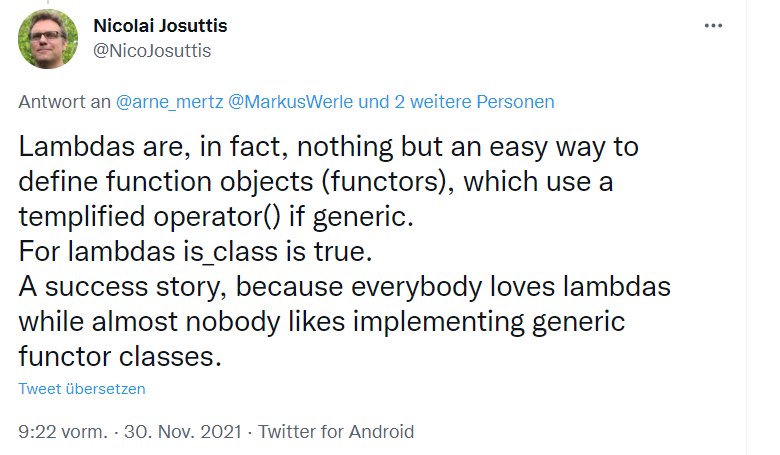 Nicolai Josuttis
@NicoJosuttis
Antwort an @arne_mertz @MarkusWerle und 2 weitere Personen
Lambdas are, in fact, nothing but an easy way to
define function objects (functors), which use a
templified operator() if generic.
For lambdas is_class is true.
A success story, because everybody loves lambdas
while almost nobody likes implementing generic
functor classes.
Tweet übersetzen
9:22 vorm. · 30. Nov. 2021 · Twitter for Android